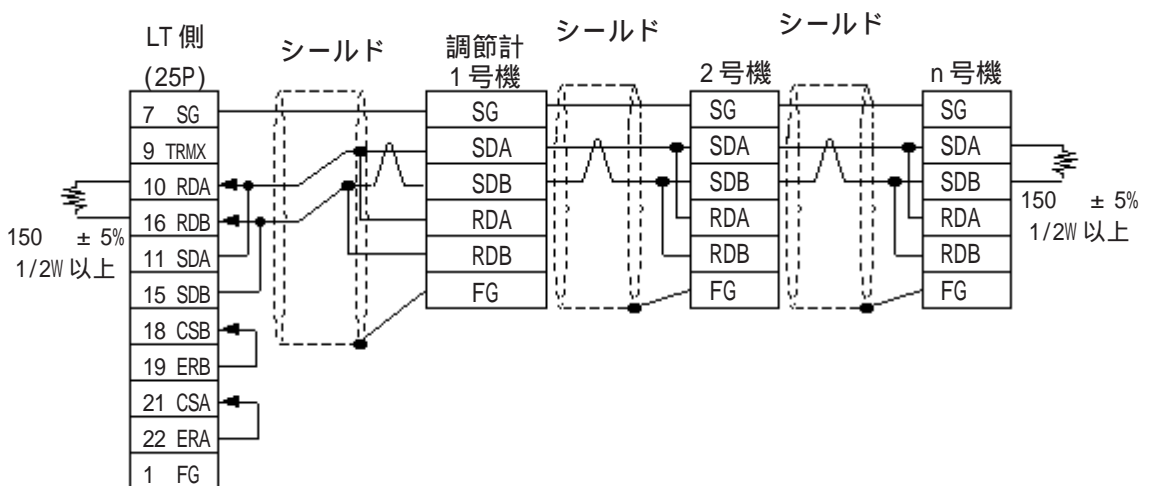 LT 側
(25P)
シールド
調節計
1 号機
シールド
2 号機
シールド
n 号機
7 SG
9 TRMX
10 RDA
16 RDB
11 SDA
15 SDB
18 CSB
19 ERB
21 CSA
22 ERA
1 FG
150 ± 5%
1/2W 以上
SG
SDA
SDB
RDA
RDB
FG
SG
SDA
SDB
RDA
RDB
FG
SG
SDA
SDB
RDA
RDB
FG
150 ± 5%
1/2W 以上